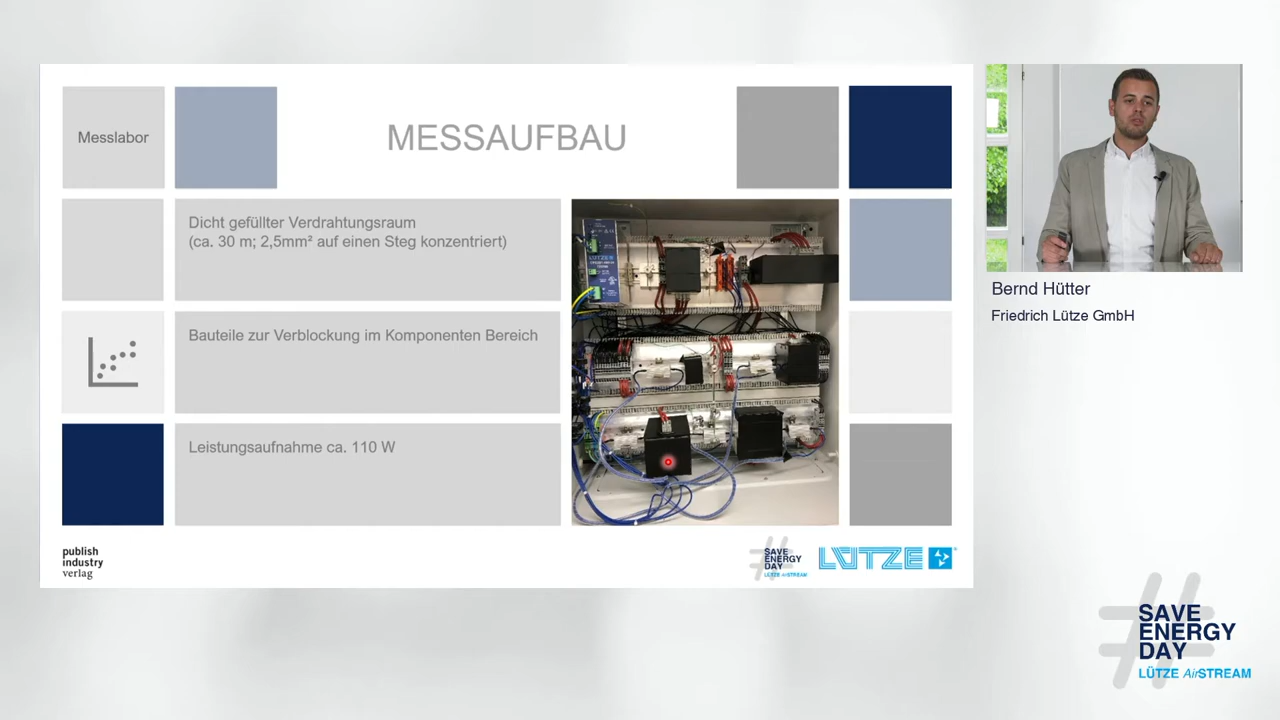 Messlabor
MESSAUFBAU
Dicht gefüllter Verdrahtungsraum
(ca. 30 m; 2,5mm² auf einen Steg konzentriert)
Bauteile zur Verblockung im Komponenten Bereich
Leistungsaufnahme ca. 110 W
LÜTZE
publish
industry
verlag
SAVE
ENERGY
DAY
LÜTZE AirSTREAM
LÜTZE
Bernd Hütter
Friedrich Lütze GmbH
SAVE
ENERGY
DAY
LÜTZE AirSTREAM